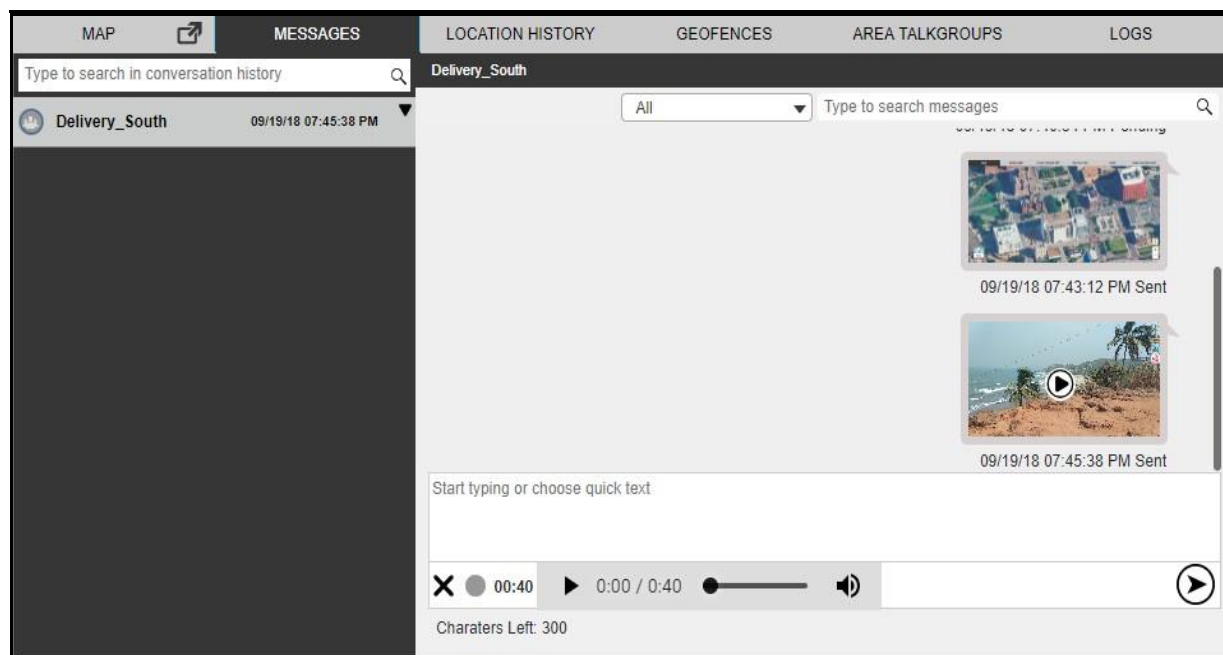 MAP MESSAGES LOCATION HISTORY GEOFENCES AREA TALKGROUPS LOGS
Type to search in conversation history
Delivery_South 09/19/18 07:45:38 PM
Delivery_South
All Type to search messages
09/19/18 07:43:12 PM Sent
09/19/18 07:45:38 PM Sent
Start typing or choose quick text
00:40 0:00 / 0:40
Charaters Left: 300